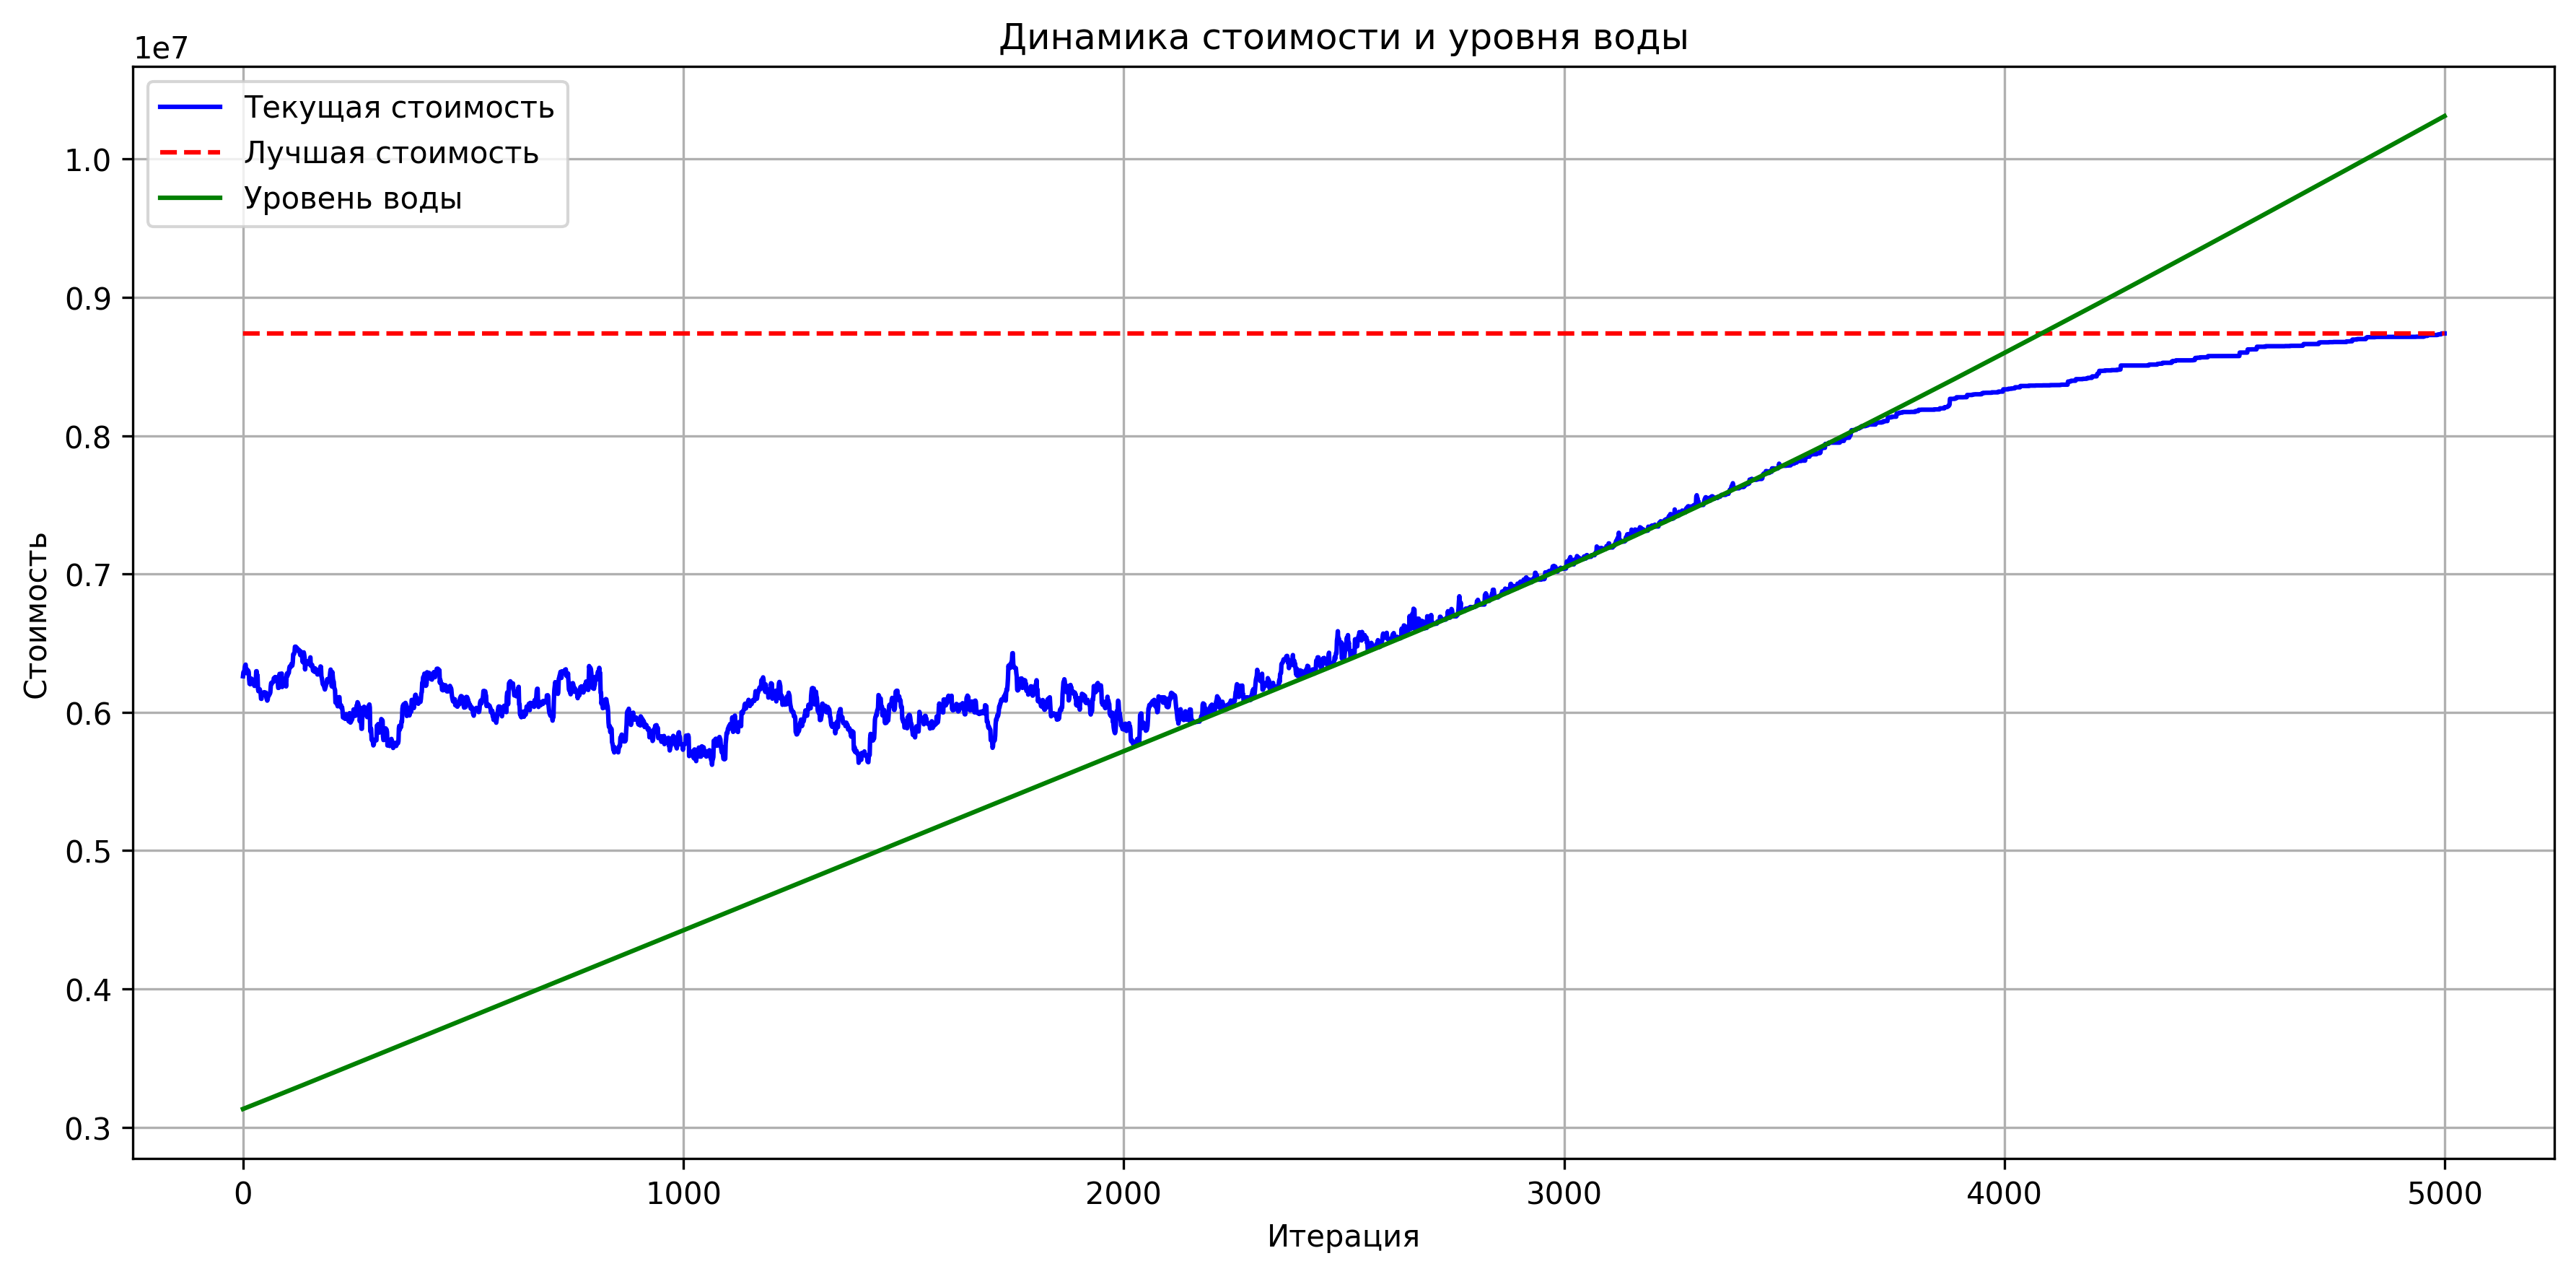 Динамика стоимости и уровня воды
1e7
Текущая стоимость
Лучшая стоимость
Уровень воды
1.0
0.9
0.8
0.7
0.6
0.5
0.4
0.3
Стоимость
0 1000 2000 3000 4000 5000
Итерация